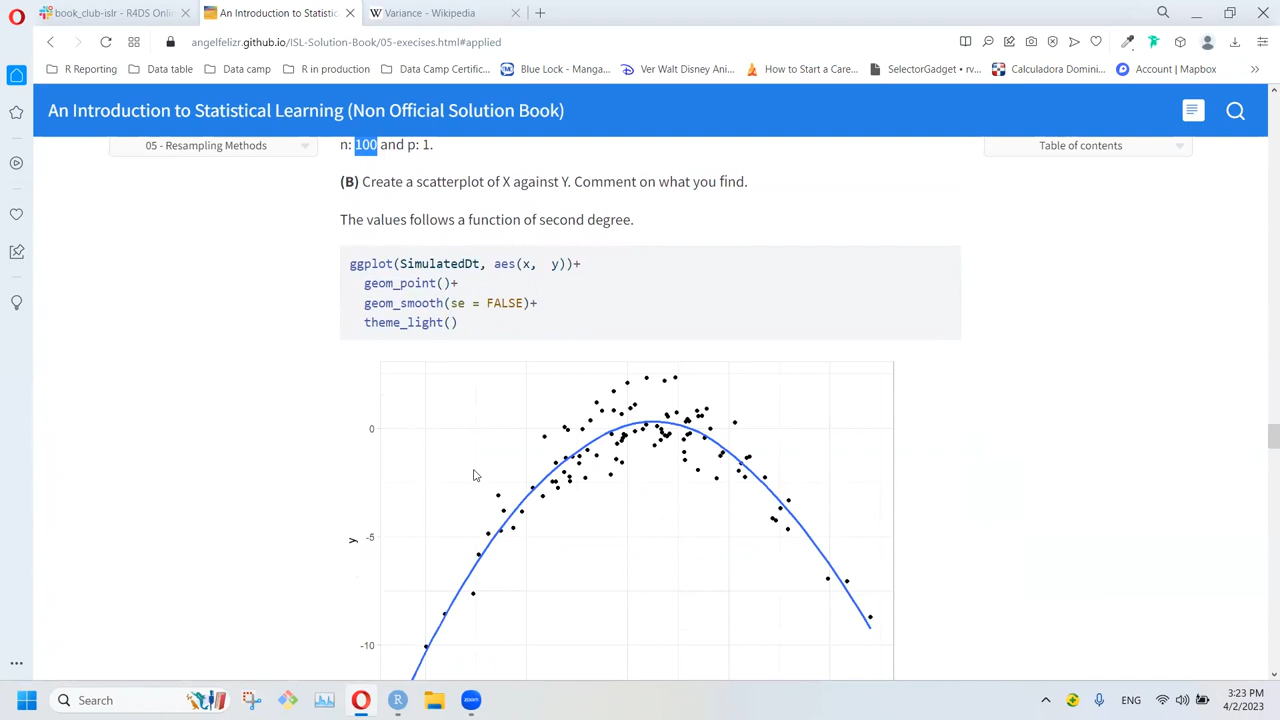 book_club-islr - R4DS Onlin
An Introduction to Statistic
Variance - Wikipedia
angelfelizr.github.io/ISL-Solution-Book/05-execises.html#applied
R Reporting
Data table
Data camp
R in production
Data Camp Certific...
Blue Lock - Manga...
Ver Walt Disney Ani...
How to Start a Care...
SelectorGadget • rv...
Calculadora Domini...
Account | Mapbox
An Introduction to Statistical Learning (Non Official Solution Book)
05 - Resampling Methods
n: 100 and p: 1.
Table of contents
(B) Create a scatterplot of X against Y. Comment on what you find.
The values follows a function of second degree.
ggplot(SimulatedDt, aes(x, y))+
geom_point()+
geom_smooth(se = FALSE)+
theme_light()
0
-5
y
-10
Search
zoom
ENG
3:23 PM
4/2/2023